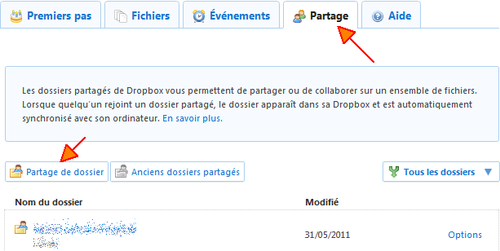 Premiers pas Fichiers Événements Partage Aide
Les dossiers partagés de Dropbox vous permettent de partager ou de collaborer sur un ensemble de fichiers.
Lorsque quelqu'un rejoint un dossier partagé, le dossier apparaît dans sa Dropbox et est automatiquement
synchronisé avec son ordinateur. En savoir plus.
Partage de dossier Anciens dossiers partagés Tous les dossiers
Nom du dossier Modifié
31/05/2011 Options